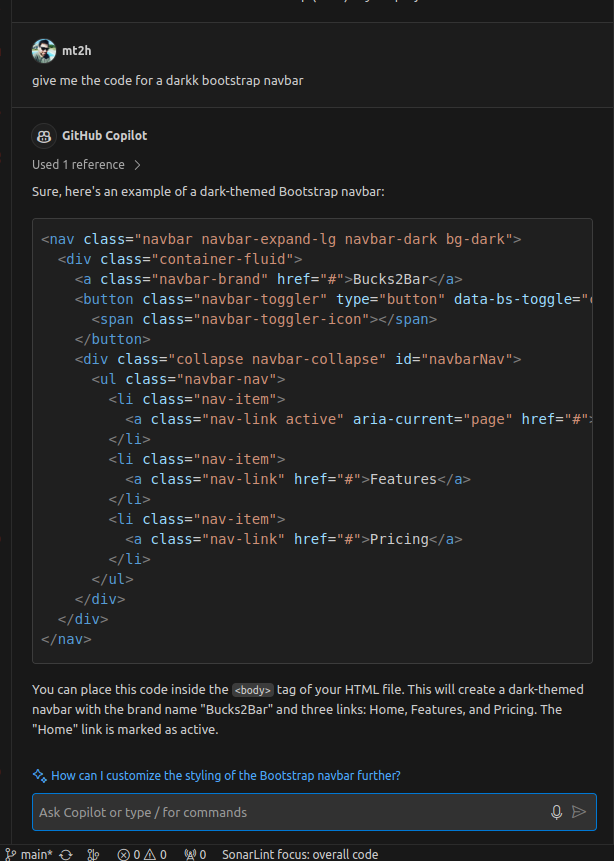 mt2h
give me the code for a darkk bootstrap navbar
GitHub Copilot
Used 1 reference >
Sure, here's an example of a dark-themed Bootstrap navbar:
<nav class="navbar navbar-expand-lg navbar-dark bg-dark">
  <div class="container-fluid">
    <a class="navbar-brand" href="#">Bucks2Bar</a>
    <button class="navbar-toggler" type="button" data-bs-toggle="
      <span class="navbar-toggler-icon"></span>
    </button>
    <div class="collapse navbar-collapse" id="navbarNav">
      <ul class="navbar-nav">
        <li class="nav-item">
          <a class="nav-link active" aria-current="page" href="#">
        </li>
        <li class="nav-item">
          <a class="nav-link" href="#">Features</a>
        </li>
        <li class="nav-item">
          <a class="nav-link" href="#">Pricing</a>
        </li>
      </ul>
    </div>
  </div>
</nav>
You can place this code inside the <body> tag of your HTML file. This will create a dark-themed
navbar with the brand name "Bucks2Bar" and three links: Home, Features, and Pricing. The
"Home" link is marked as active.
How can I customize the styling of the Bootstrap navbar further?
Ask Copilot or type / for commands
main* 0 0 0 SonarLint focus: overall code